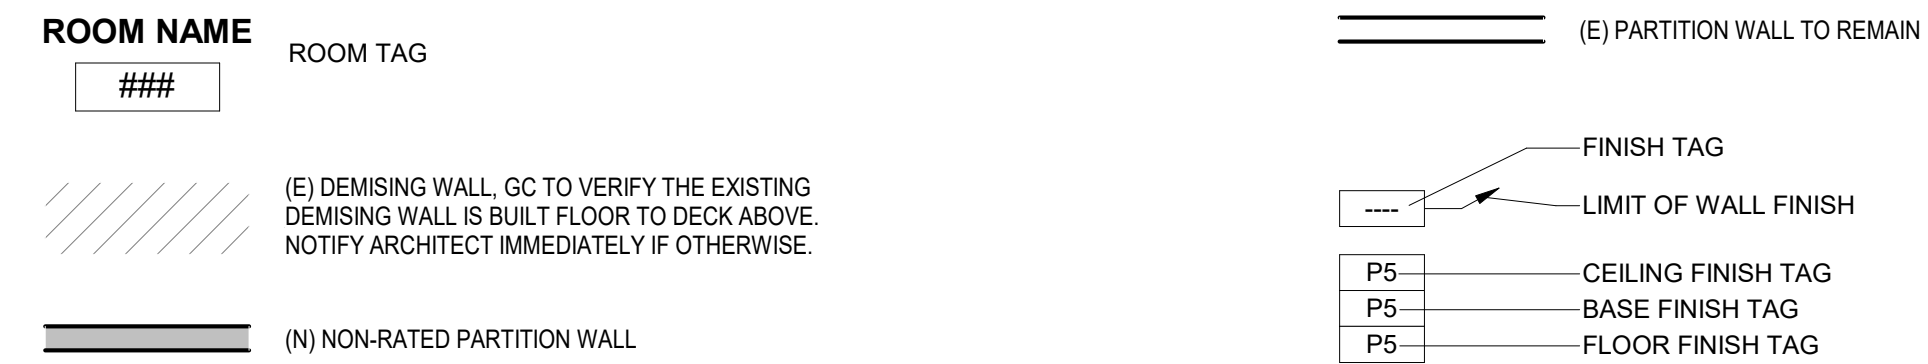 ROOM NAME
###
ROOM TAG
(E) DEMISING WALL, GC TO VERIFY THE EXISTING
DEMISING WALL IS BUILT FLOOR TO DECK ABOVE.
NOTIFY ARCHITECT IMMEDIATELY IF OTHERWISE.
(N) NON-RATED PARTITION WALL
(E) PARTITION WALL TO REMAIN
FINISH TAG
---- LIMIT OF WALL FINISH
P5 CEILING FINISH TAG
P5 BASE FINISH TAG
P5 FLOOR FINISH TAG